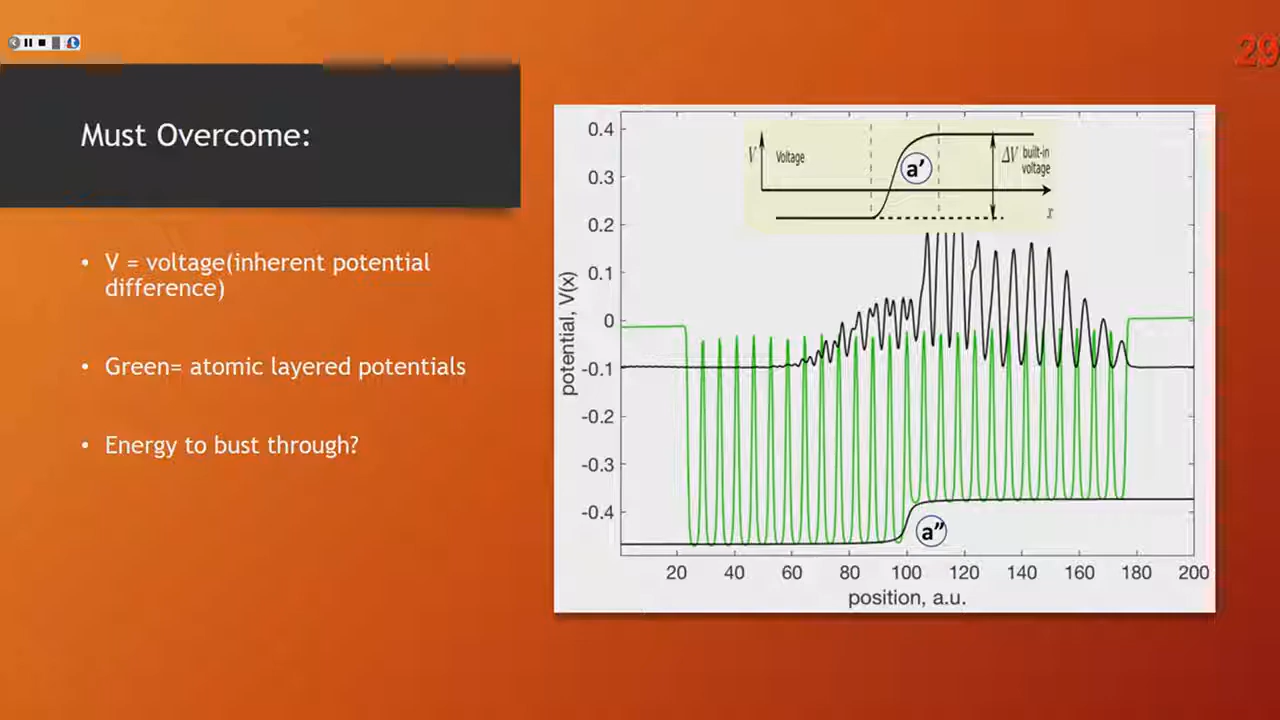 29
Must Overcome:
• V = voltage(inherent potential
difference)
• Green= atomic layered potentials
• Energy to bust through?
0.4
0.3
0.2
0.1
0
-0.1
-0.2
-0.3
-0.4
potential, V(x)
V
Voltage
a′
ΔV
built-in
voltage
x
a″
20 40 60 80 100 120 140 160 180 200
position, a.u.